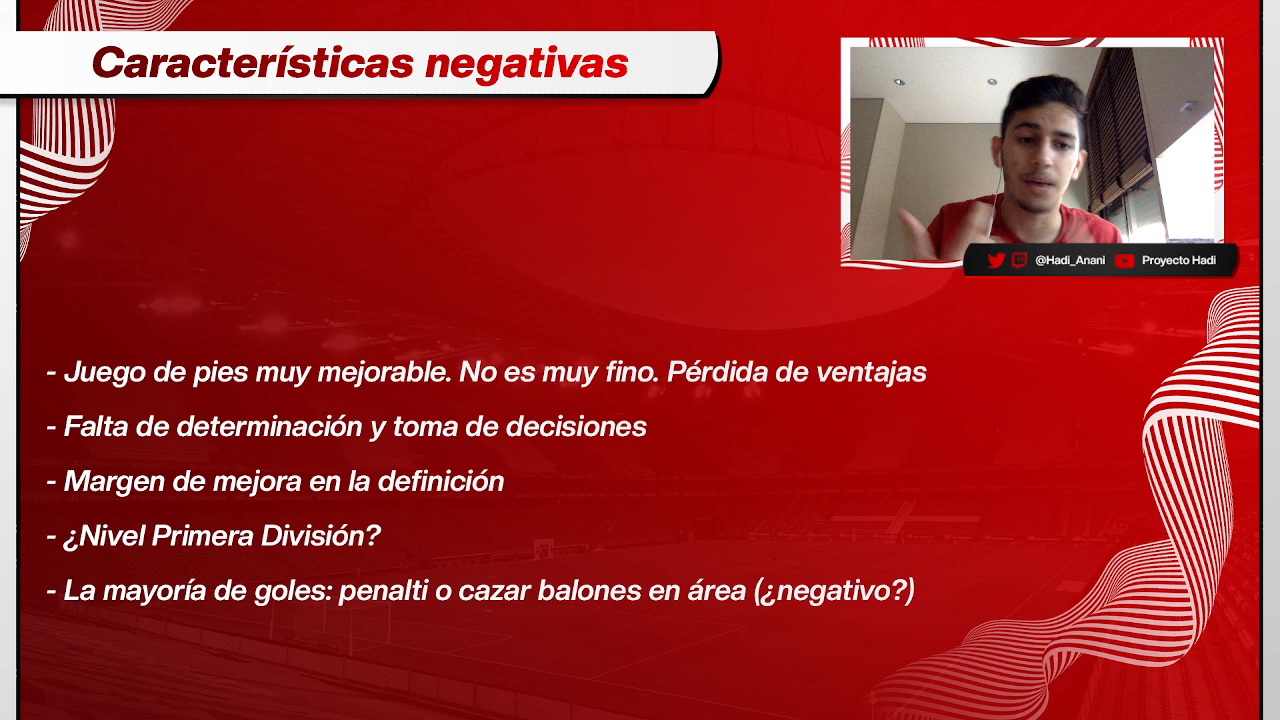 Características negativas
@Hadi_Anani Proyecto Hadi
- Juego de pies muy mejorable. No es muy fino. Pérdida de ventajas
- Falta de determinación y toma de decisiones
- Margen de mejora en la definición
- ¿Nivel Primera División?
- La mayoría de goles: penalti o cazar balones en área (¿negativo?)